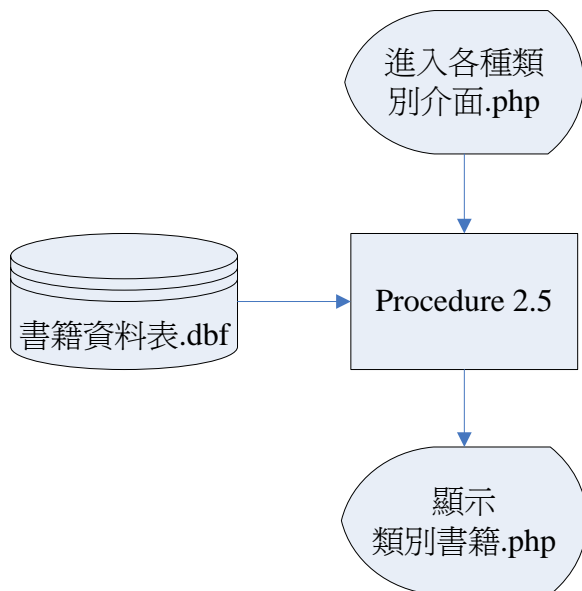 進入各種類
別介面.php
書籍資料表.dbf
Procedure 2.5
顯示
類別書籍.php